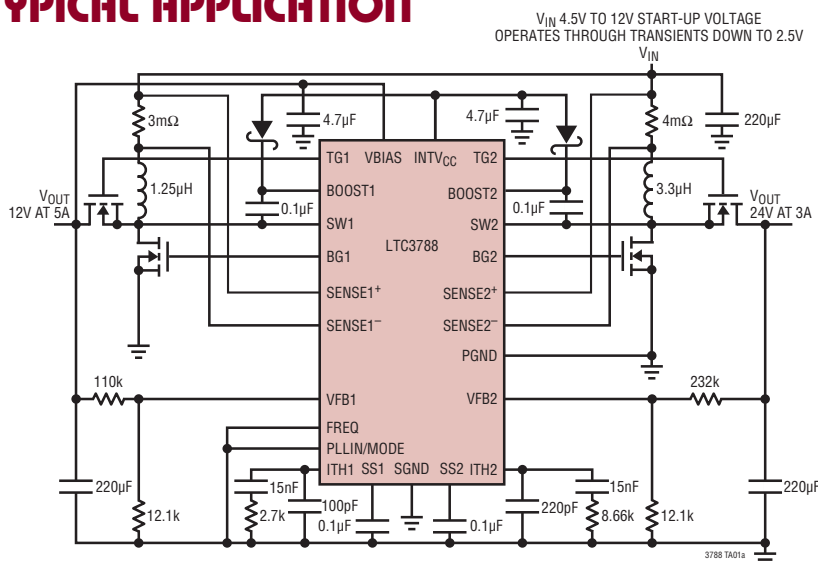 TYPICAL APPLICATION
VIN 4.5V TO 12V START-UP VOLTAGE
OPERATES THROUGH TRANSIENTS DOWN TO 2.5V
VIN
3mΩ
4.7µF
4.7µF
4mΩ
220µF
TG1 VBIAS INTVCC TG2
VOUT
12V AT 5A
1.25µH
BOOST1
BOOST2
3.3µH
VOUT
24V AT 3A
0.1µF
0.1µF
SW1
SW2
LTC3788
BG1
BG2
SENSE1+
SENSE2+
SENSE1–
SENSE2–
PGND
110k
232k
VFB1
VFB2
FREQ
PLLIN/MODE
ITH1 SS1 SGND SS2 ITH2
220µF
15nF
15nF
220µF
100pF
220pF
12.1k
2.7k
0.1µF
0.1µF
8.66k
12.1k
3788 TA01a